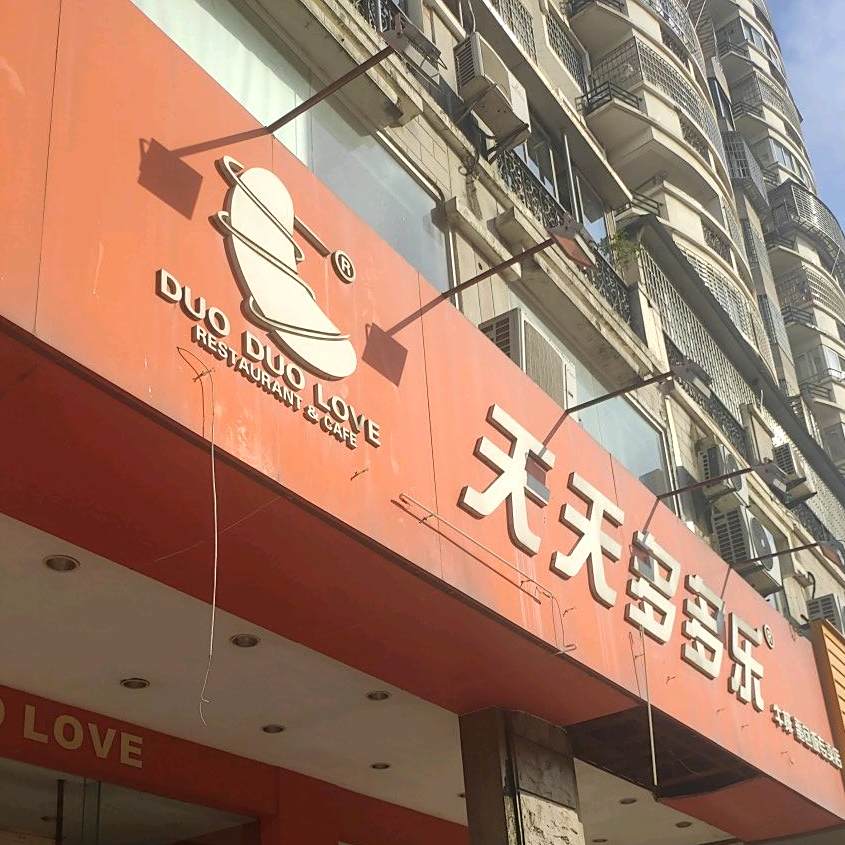 ®
DUO DUO LOVE
RESTAURANT & CAFE
天天多多乐®
LOVE